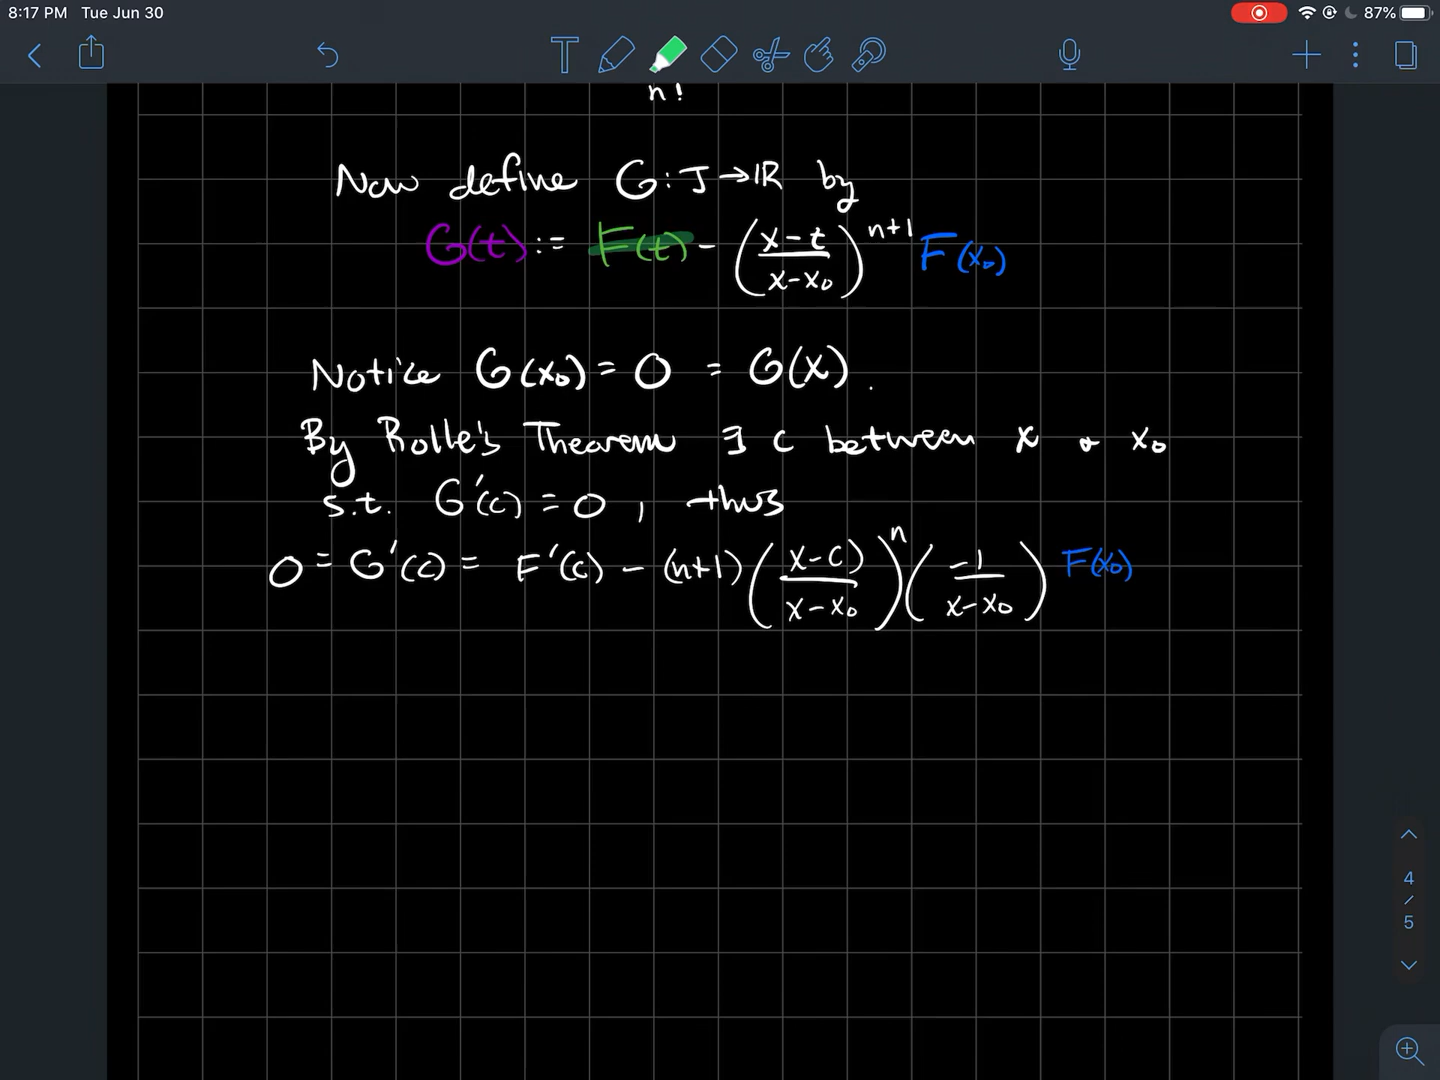 8:17 PM Tue Jun 30 87%
T
n!
Now define G : J → ℝ by
G(t) := F(t) - ((x-t)/(x-x₀))^(n+1) F(x₀)
Notice G(x₀) = 0 = G(x).
By Rolle's Theorem ∃ c between x & x₀
s.t. G'(c) = 0, thus
0 = G'(c) = F'(c) - (n+1) ((x-c)/(x-x₀))^n (-1/(x-x₀)) F(x₀)
4
/
5